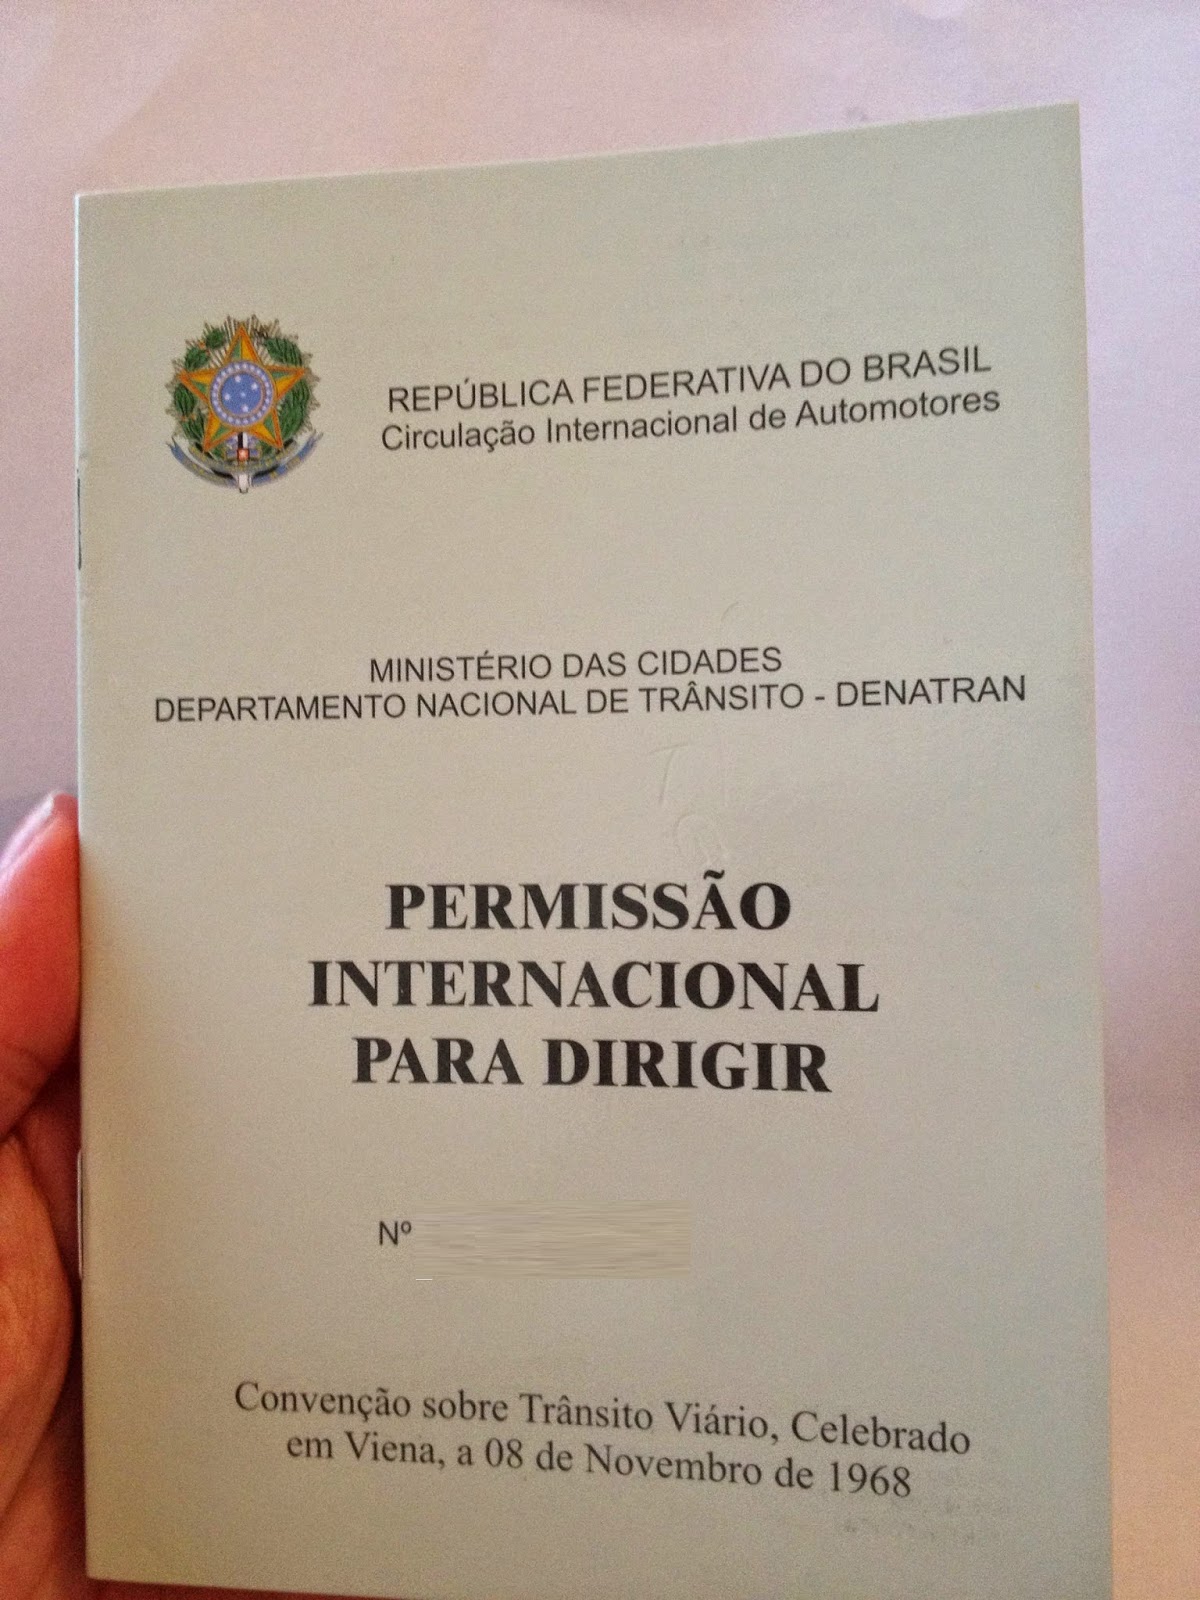 REPÚBLICA FEDERATIVA DO BRASIL
Circulação Internacional de Automotores
MINISTÉRIO DAS CIDADES
DEPARTAMENTO NACIONAL DE TRÂNSITO - DENATRAN
PERMISSÃO
INTERNACIONAL
PARA DIRIGIR
Nº
Convenção sobre Trânsito Viário, Celebrado
em Viena, a 08 de Novembro de 1968